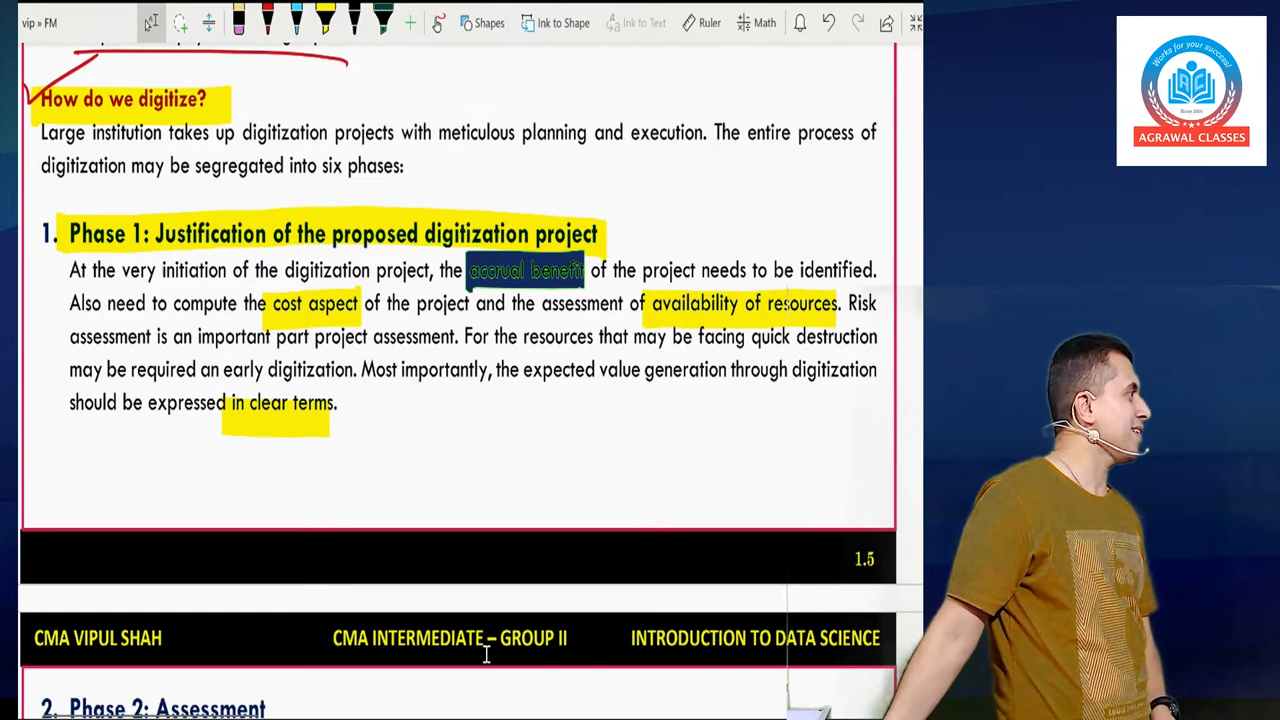 vip » FM
Shapes
Ink to Shape
Ink to Text
Ruler
Math
Works for your success!
AC
Since 2001
AGRAWAL CLASSES
How do we digitize?
Large institution takes up digitization projects with meticulous planning and execution. The entire process of
digitization may be segregated into six phases:
1. Phase 1: Justification of the proposed digitization project
At the very initiation of the digitization project, the accrual benefit of the project needs to be identified.
Also need to compute the cost aspect of the project and the assessment of availability of resources. Risk
assessment is an important part project assessment. For the resources that may be facing quick destruction
may be required an early digitization. Most importantly, the expected value generation through digitization
should be expressed in clear terms.
1.5
CMA VIPUL SHAH
CMA INTERMEDIATE – GROUP II
INTRODUCTION TO DATA SCIENCE
2. Phase 2: Assessment